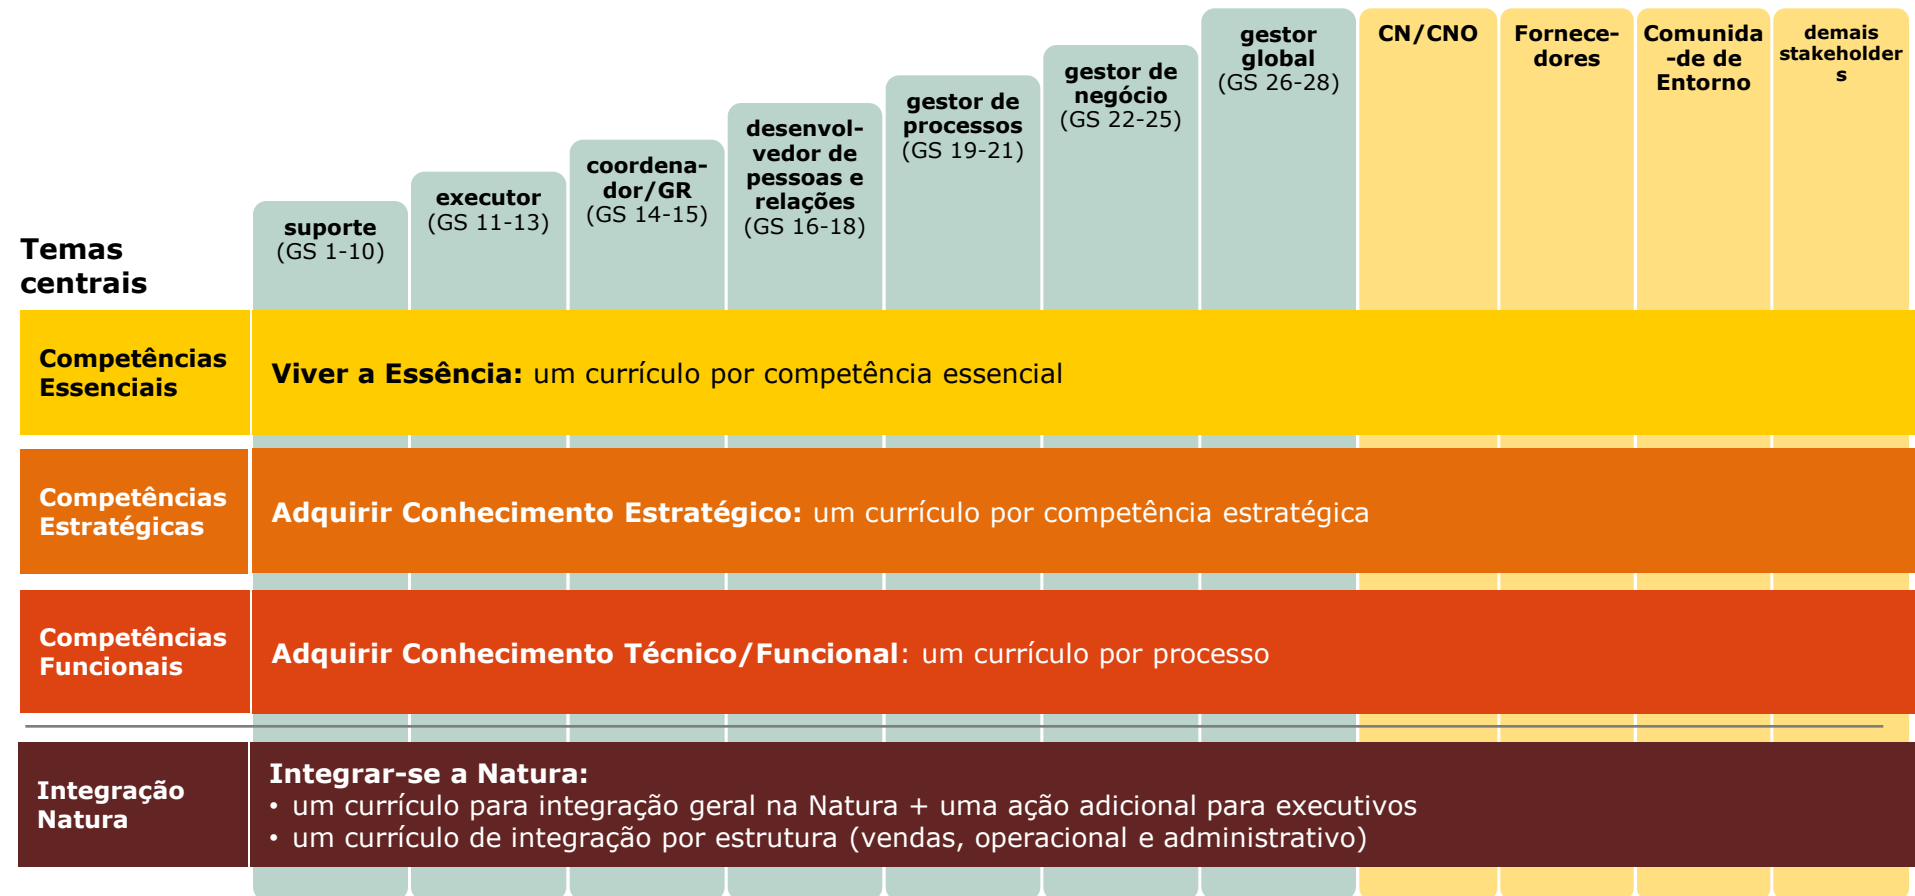 suporte
(GS 1-10)
executor
(GS 11-13)
coordena-
dor/GR
(GS 14-15)
desenvol-
vedor de
pessoas e
relações
(GS 16-18)
gestor de
processos
(GS 19-21)
gestor de
negócio
(GS 22-25)
gestor
global
(GS 26-28)
CN/CNO
Fornece-
dores
Comunida
-de de
Entorno
demais
stakeholder
s
Temas
centrais
Competências
Essenciais
Viver a Essência: um currículo por competência essencial
Competências
Estratégicas
Adquirir Conhecimento Estratégico: um currículo por competência estratégica
Competências
Funcionais
Adquirir Conhecimento Técnico/Funcional: um currículo por processo
Integração
Natura
Integrar-se a Natura:
• um currículo para integração geral na Natura + uma ação adicional para executivos
• um currículo de integração por estrutura (vendas, operacional e administrativo)